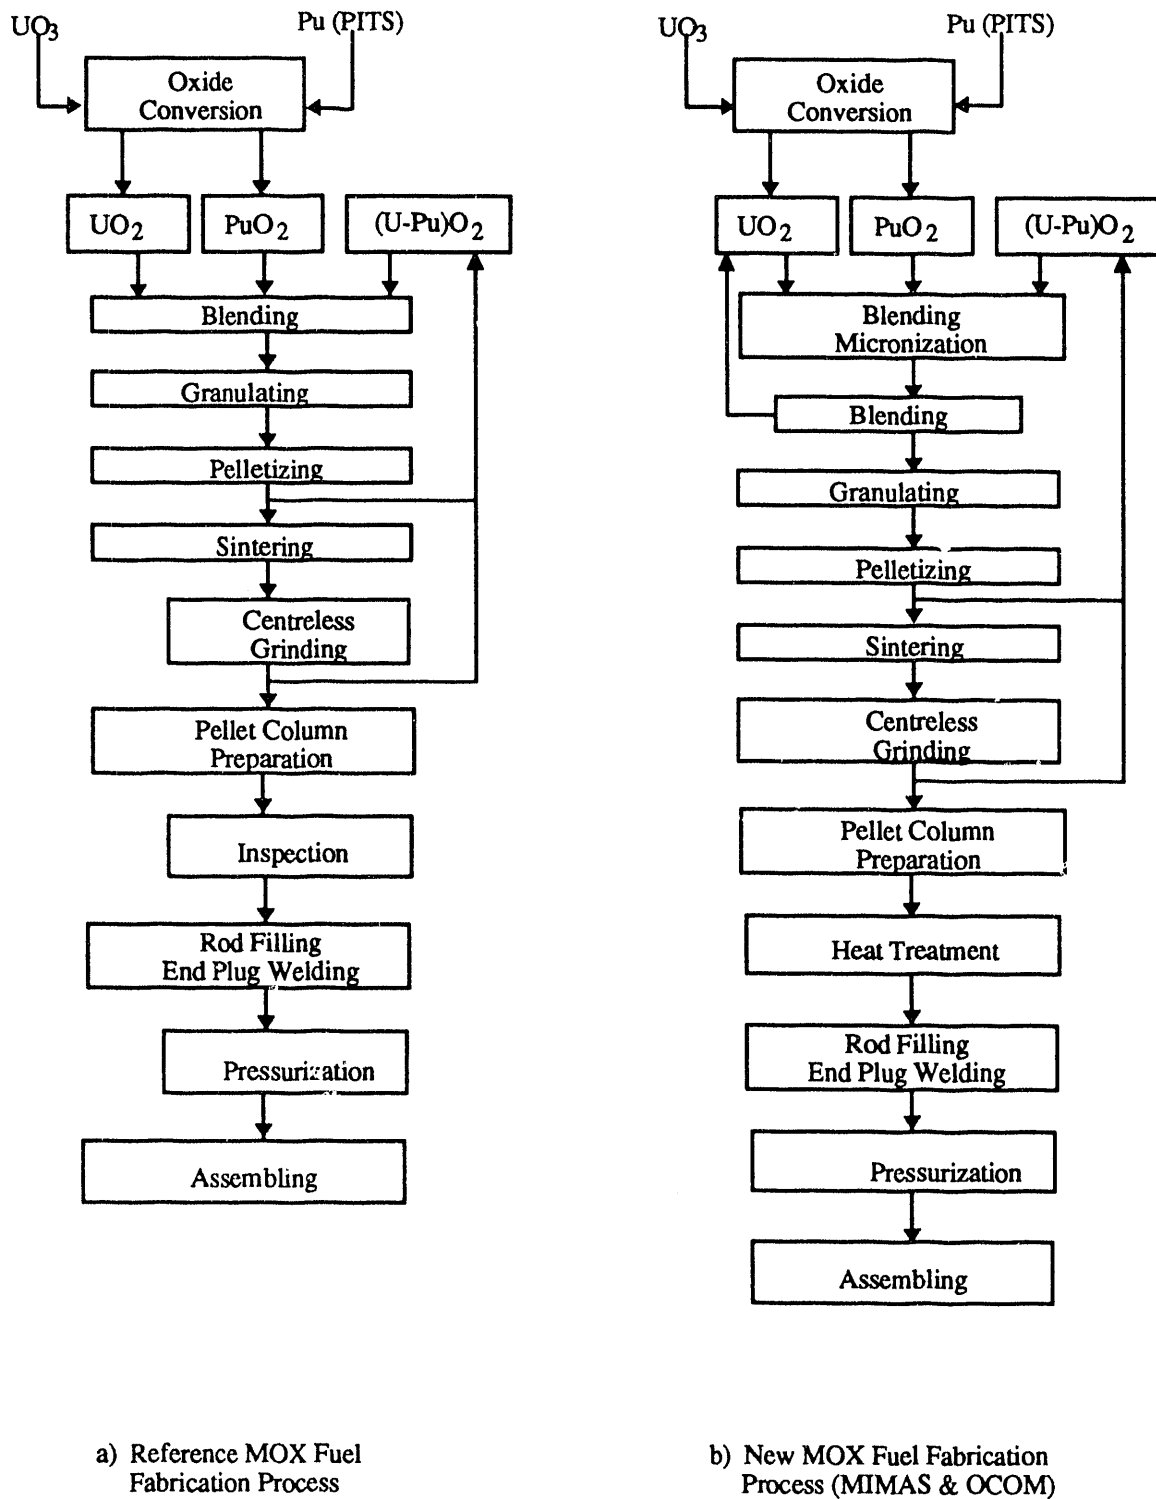 UO3
Pu (PITS)
Oxide
Conversion
UO2
PuO2
(U-Pu)O2
Blending
Granulating
Pelletizing
Sintering
Centreless
Grinding
Pellet Column
Preparation
Inspection
Rod Filling
End Plug Welding
Pressurization
Assembling
a) Reference MOX Fuel
Fabrication Process
UO3
Pu (PITS)
Oxide
Conversion
UO2
PuO2
(U-Pu)O2
Blending
Micronization
Blending
Granulating
Pelletizing
Sintering
Centreless
Grinding
Pellet Column
Preparation
Heat Treatment
Rod Filling
End Plug Welding
Pressurization
Assembling
b) New MOX Fuel Fabrication
Process (MIMAS & OCOM)